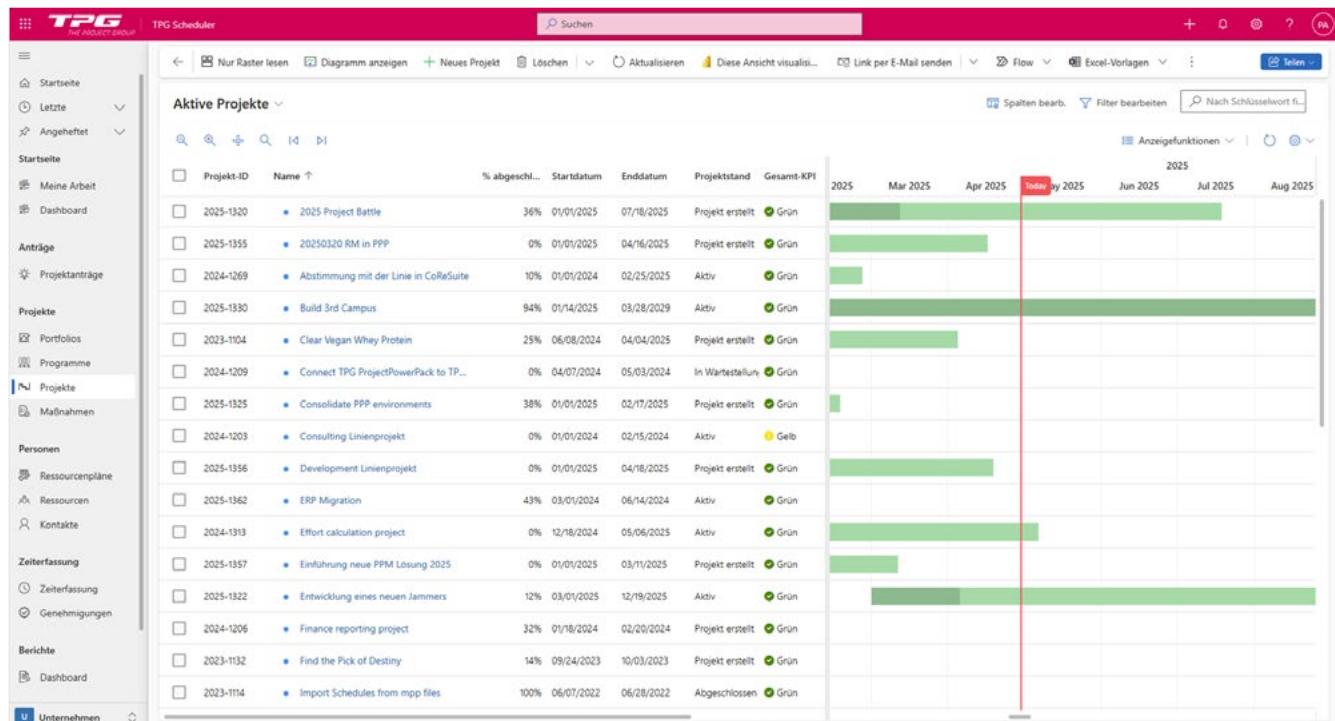 TPG
THE PROJECT GROUP
TPG Scheduler
Suchen
PA
Nur Raster lesen
Diagramm anzeigen
Neues Projekt
Löschen
Aktualisieren
Diese Ansicht visualisi...
Link per E-Mail senden
Flow
Excel-Vorlagen
Teilen
Startseite
Letzte
Angeheftet
Startseite
Meine Arbeit
Dashboard
Anträge
Projektanträge
Projekte
Portfolios
Programme
Projekte
Maßnahmen
Personen
Ressourcenpläne
Ressourcen
Kontakte
Zeiterfassung
Zeiterfassung
Genehmigungen
Berichte
Dashboard
U Unternehmen
Aktive Projekte
Spalten bearb.
Filter bearbeiten
Nach Schlüsselwort fi...
Anzeigefunktionen
Projekt-ID Name % abgeschl... Startdatum Enddatum Projektstand Gesamt-KPI
2025
2025 Mar 2025 Apr 2025 Today ay 2025 Jun 2025 Jul 2025 Aug 2025
2025-1320 2025 Project Battle 36% 01/01/2025 07/18/2025 Projekt erstellt Grün
2025-1355 20250320 RM in PPP 0% 01/01/2025 04/16/2025 Projekt erstellt Grün
2024-1269 Abstimmung mit der Linie in CoReSuite 10% 01/01/2024 02/25/2025 Aktiv Grün
2025-1330 Build 3rd Campus 94% 01/14/2025 03/28/2029 Aktiv Grün
2023-1104 Clear Vegan Whey Protein 25% 06/08/2024 04/04/2025 Projekt erstellt Grün
2024-1209 Connect TPG ProjectPowerPack to TP... 0% 04/07/2024 05/03/2024 In Wartestellun Grün
2025-1325 Consolidate PPP environments 38% 01/01/2025 02/17/2025 Projekt erstellt Grün
2024-1203 Consulting Linienprojekt 0% 01/01/2024 02/15/2024 Aktiv Gelb
2025-1356 Development Linienprojekt 0% 01/01/2025 04/18/2025 Projekt erstellt Grün
2025-1362 ERP Migration 43% 03/01/2024 06/14/2024 Aktiv Grün
2024-1313 Effort calculation project 0% 12/18/2024 05/06/2025 Aktiv Grün
2025-1357 Einführung neue PPM Lösung 2025 0% 01/01/2025 03/11/2025 Projekt erstellt Grün
2025-1322 Entwicklung eines neuen Jammers 12% 03/01/2025 12/19/2025 Aktiv Grün
2024-1206 Finance reporting project 32% 01/18/2024 02/20/2024 Projekt erstellt Grün
2023-1132 Find the Pick of Destiny 14% 09/24/2023 10/03/2023 Projekt erstellt Grün
2023-1114 Import Schedules from mpp files 100% 06/07/2022 06/28/2022 Abgeschlossen Grün